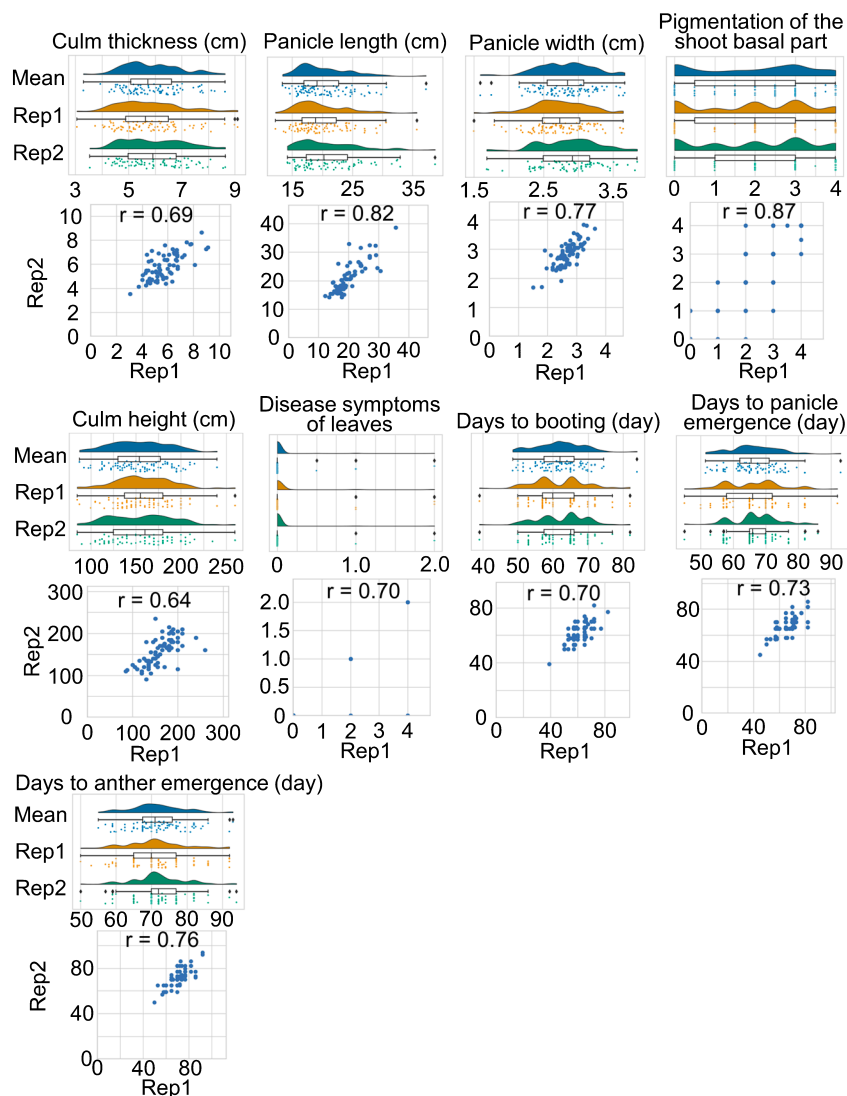 Culm thickness (cm)
Panicle length (cm)
Panicle width (cm)
Pigmentation of the
shoot basal part
Mean
Rep1
Rep2
3 5 7 9
15 25 35
1.5 2.5 3.5
0 1 2 3 4
r = 0.69
r = 0.82
r = 0.77
r = 0.87
Rep2
10
8
6
4
2
0
0 2 4 6 8 10
Rep1
40
30
20
10
0
0 10 20 30 40
Rep1
4
3
2
1
0
0 1 2 3 4
Rep1
4
3
2
1
0
0 1 2 3 4
Rep1
Culm height (cm)
Disease symptoms
of leaves
Days to booting (day)
Days to panicle
emergence (day)
Mean
Rep1
Rep2
100 150 200 250
0 1.0 2.0
40 50 60 70 80
50 60 70 80 90
r = 0.64
r = 0.70
r = 0.70
r = 0.73
Rep2
300
200
100
0
0 100 200 300
Rep1
2.0
1.5
1.0
0.5
0
0 1 2 3 4
Rep1
80
40
0
0 40 80
Rep1
80
40
0
0 40 80
Rep1
Days to anther emergence (day)
Mean
Rep1
Rep2
50 60 70 80 90
r = 0.76
Rep2
80
40
0
0 40 80
Rep1